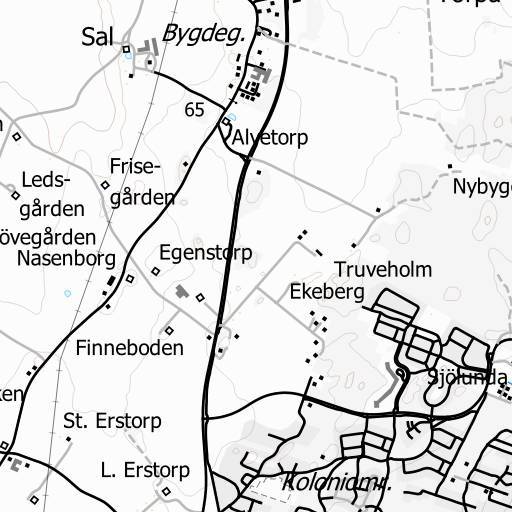 Sal
Bygdeg.
65
Alvetorp
Frise-
gården
Leds-
gården
Nybyg
övegården
Nasenborg
Egenstorp
Truveholm
Ekeberg
Finneboden
Sjölunda
ken
St. Erstorp
L. Erstorp
Koloniomr.